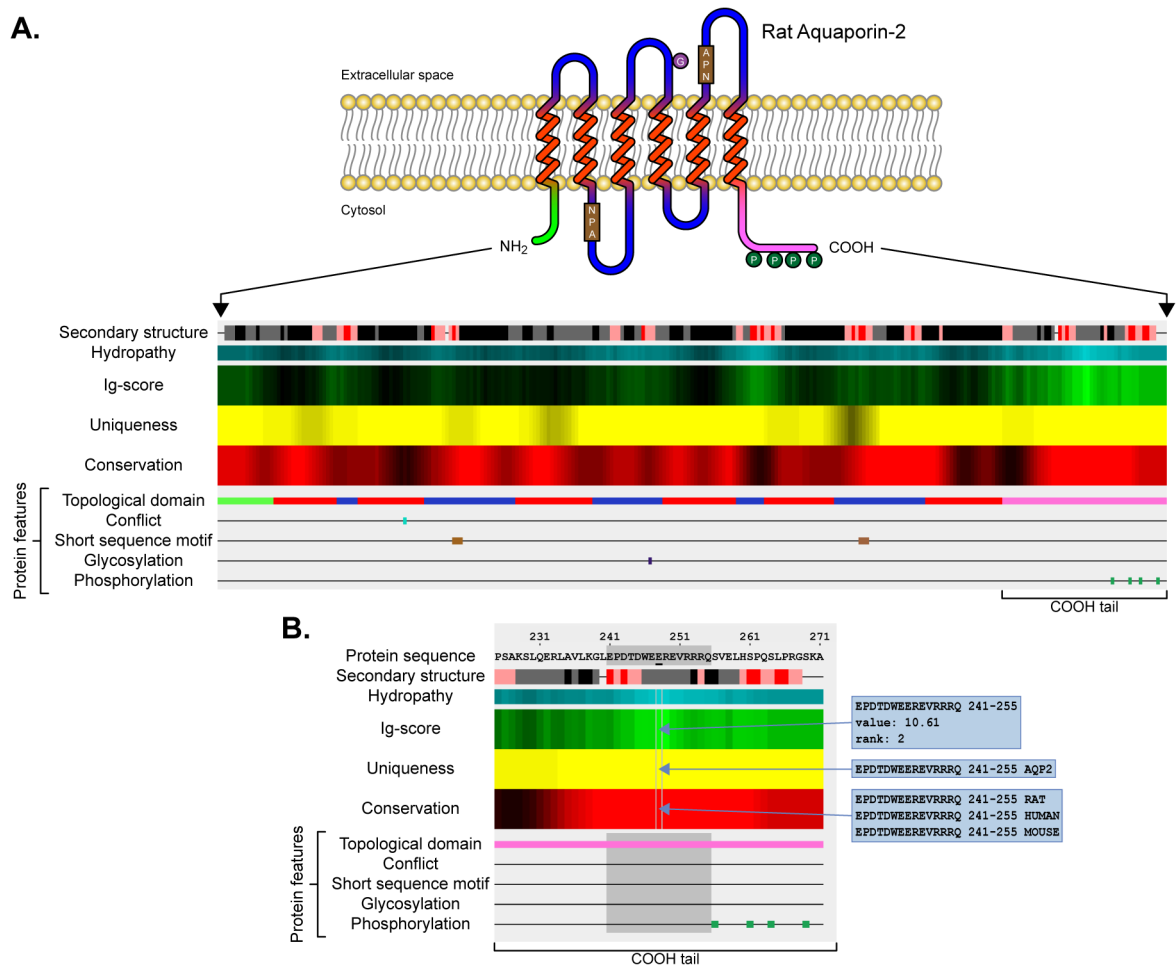 A.
Rat Aquaporin-2
Extracellular space
G
A
P
N
Cytosol
N
P
A
NH2
COOH
P P P P
Secondary structure
Hydropathy
Ig-score
Uniqueness
Conservation
Protein features
Topological domain
Conflict
Short sequence motif
Glycosylation
Phosphorylation
COOH tail
B.
231 241 251 261 271
Protein sequence PSAKSLQERLAVLKGLEPDTDWEEREVRRRQSVELHSPQSLPRGSKA
Secondary structure
Hydropathy
Ig-score
EPDTDWEEREVRRRQ 241-255
value: 10.61
rank: 2
Uniqueness
EPDTDWEEREVRRRQ 241-255 AQP2
Conservation
EPDTDWEEREVRRRQ 241-255 RAT
EPDTDWEEREVRRRQ 241-255 HUMAN
EPDTDWEEREVRRRQ 241-255 MOUSE
Protein features
Topological domain
Conflict
Short sequence motif
Glycosylation
Phosphorylation
COOH tail